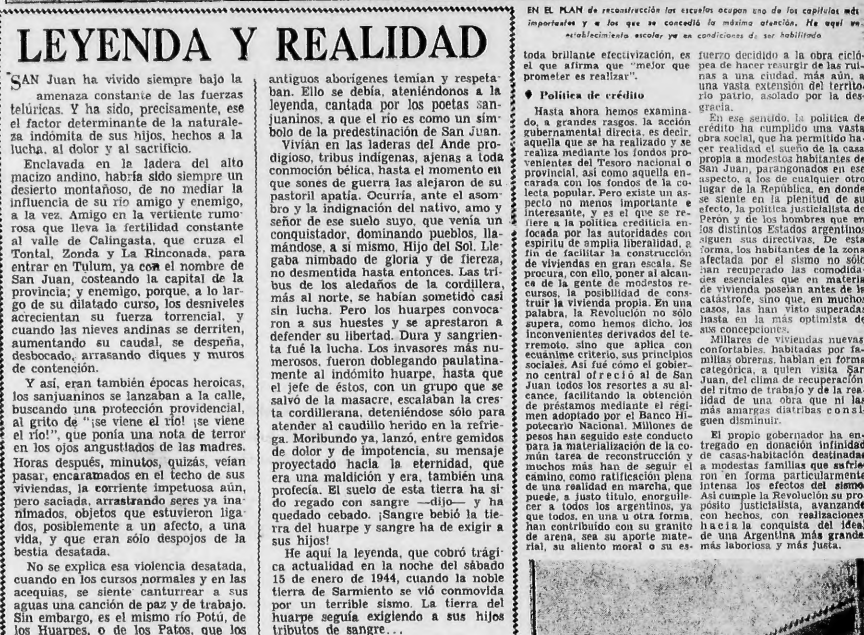 LEYENDA Y REALIDAD
SAN Juan ha vivido siempre bajo la
amenaza constante de las fuerzas
telúricas. Y ha sido, precisamente, ese
el factor determinante de la naturale-
za indómita de sus hijos, hechos a la
lucha, al dolor y al sacrificio.
Enclavada en la ladera del alto
macizo andino, habría sido siempre un
desierto montañoso, de no mediar la
influencia de su río amigo y enemigo,
a la vez. Amigo en la vertiente rumo-
rosa que lleva la fertilidad constante
al valle de Calingasta, que cruza el
Tontal, Zonda y La Rinconada, para
entrar en Tulum, ya con el nombre de
San Juan, costeando la capital de la
provincia; y enemigo, porque, a lo lar-
go de su dilatado curso, los desniveles
acrecientan su fuerza torrencial, y
cuando las nieves andinas se derriten,
aumentando su caudal, se despeña,
desbocado, arrasando diques y muros
de contención.
Y así, eran también épocas heroicas,
los sanjuaninos se lanzaban a la calle,
buscando una protección providencial,
al grito de "¡se viene el río! ¡se viene
el río!", que ponía una nota de terror
en los ojos angustiados de las madres.
Horas después, minutos, quizás, veían
pasar, encaramados en el techo de sus
viviendas, la corriente impetuosa aún,
pero saciada, arrastrando seres ya ina-
nimados, objetos que estuvieron liga-
dos, posiblemente a un afecto, a una
vida, y que eran sólo despojos de la
bestia desatada.
No se explica esa violencia desatada,
cuando en los cursos normales y en las
acequias, se siente canturrear a sus
aguas una canción de paz y de trabajo.
Sin embargo, es el mismo río Potú, de
los Huarpes, o de los Patos, que los
antiguos aborígenes temían y respeta-
ban. Ello se debía, ateniéndonos a la
leyenda, cantada por los poetas san-
juaninos, a que el río es como un sím-
bolo de la predestinación de San Juan.
Vivían en las laderas del Ande pro-
digioso, tribus indígenas, ajenas a toda
conmoción bélica, hasta el momento en
que sones de guerra las alejaron de su
pastoril apatía. Ocurría, ante el asom-
bro y la indignación del nativo, amo y
señor de ese suelo suyo, que venía un
conquistador, dominando pueblos, lla-
mándose, a sí mismo, Hijo del Sol. Lle-
gaba nimbado de gloria y de fiereza,
no desmentida hasta entonces. Las tri-
bus de los aledaños de la cordillera,
más al norte, se habían sometido casi
sin lucha. Pero los huarpes convoca-
ron a sus huestes y se aprestaron a
defender su libertad. Dura y sangrien-
ta fué la lucha. Los invasores más nu-
merosos, fueron doblegando paulatina-
mente al indómito huarpe, hasta que
el jefe de éstos, con un grupo que se
salvó de la masacre, escalaban la cres-
ta cordillerana, deteniéndose sólo para
atender al caudillo herido en la refrie-
ga. Moribundo ya, lanzó, entre gemidos
de dolor y de impotencia, su mensaje
proyectado hacia la eternidad, que
era una maldición y era, también una
profecía. El suelo de esta tierra ha si-
do regado con sangre —dijo— y ha
quedado cebado. ¡Sangre bebió la tie-
rra del huarpe y sangre ha de exigir a
sus hijos!
He aquí la leyenda, que cobró trági-
ca actualidad en la noche del sábado
15 de enero de 1944, cuando la noble
tierra de Sarmiento se vió conmovida
por un terrible sismo. La tierra del
huarpe seguía exigiendo a sus hijos
tributos de sangre...
EN EL PLAN de reconstrucción las escuelas ocupan uno de los capítulos más
importantes y a los que se concedió la máxima atención. He aquí un
establecimiento escolar ya en condiciones de ser habilitado
toda brillante efectivización, es
el que afirma que "mejor que
prometer es realizar".
♦ Política de crédito
Hasta ahora hemos examina-
do, a grandes rasgos, la acción
gubernamental directa, es decir,
aquella que se ha realizado y se
realiza mediante los fondos pro-
venientes del Tesoro nacional o
provincial, así como aquella en-
carada con los fondos de la co-
lecta popular. Pero existe un as-
pecto no menos importante e
interesante, y es el que se re-
fiere a la política crediticia en-
focada por las autoridades con
espíritu de amplia liberalidad, a
fin de facilitar la construcción
de viviendas en gran escala. Se
procura, con ello, poner al alcan-
ce de la gente de modestos re-
cursos, la posibilidad de cons-
truir la vivienda propia. En una
palabra, la Revolución no sólo
supera, como hemos dicho, los
inconvenientes derivados del te-
rremoto, sino que aplica con
ecuánime criterio, sus principios
sociales. Así fué cómo el gobier-
no central ofreció al de San
Juan todos los resortes a su al-
cance, facilitando la obtención
de préstamos mediante el régi-
men adoptado por el Banco Hi-
potecario Nacional. Millones de
pesos han seguido este conducto
para la materialización de la co-
mún tarea de reconstrucción y
muchos más han de seguir el
camino, como ratificación plena
de una realidad en marcha, que
puede, a justo título, enorgulle-
cer a todos los argentinos, ya
que todos, en una u otra forma,
han contribuído con su granito
de arena, sea su aporte mate-
rial, su aliento moral o su es-
fuerzo decidido a la obra cicló-
pea de hacer resurgir de las rui-
nas a una ciudad, más aún, a
una vasta extensión del territo-
rio patrio, asolado por la des-
gracia.
En ese sentido, la política de
crédito ha cumplido una vasta
obra social, que ha permitido ha-
cer realidad el sueño de la casa
propia a modestos habitantes de
San Juan, parangonados en ese
aspecto, a los de cualquier otro
lugar de la República, en donde
se siente en la plenitud de su
efecto, la política justicialista de
Perón y de los hombres que en
los distintos Estados argentinos
siguen sus directivas. De esta
forma, los habitantes de la zona
afectada por el sismo no sólo
han recuperado las comodida-
des esenciales que en materia
de vivienda poseían antes de la
catástrofe, sino que, en muchos
casos, las han visto superadas
hasta en la más optimista de
sus concepciones.
Millares de viviendas nuevas
confortables, habitadas por fa-
milias obreras, hablan en forma
categórica, a quien visita San
Juan, del clima de recuperación
del ritmo de trabajo y de la rea-
lidad de una obra que ni las
más amargas diatribas consi-
guen disminuir.
El propio gobernador ha en-
tregado en donación infinidad
de casas-habitación destinadas
a modestas familias que sufrie-
ron en forma particularmente
intensa los efectos del sismo.
Así cumple la Revolución su pro-
pósito justicialista, avanzando
con hechos, con realizaciones
hacia la conquista del ideal
de una Argentina más grande
más laboriosa y más justa.